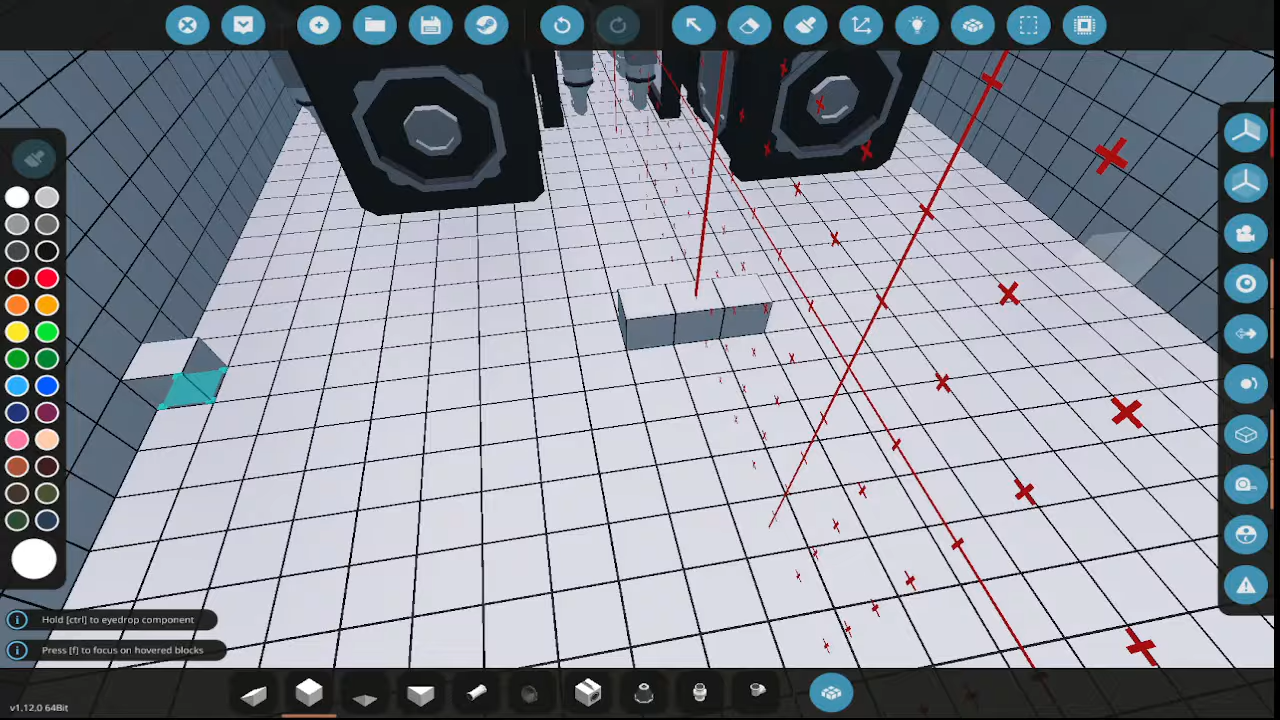 Hold [ctrl] to eyedrop component
Press [f] to focus on hovered blocks
v1.12.0 64Bit